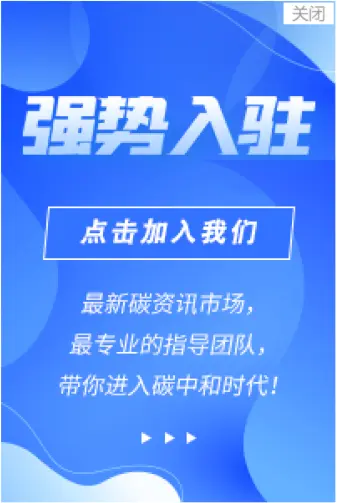 关闭
强势入驻
点击加入我们
最新碳资讯市场，
最专业的指导团队，
带你进入碳中和时代！